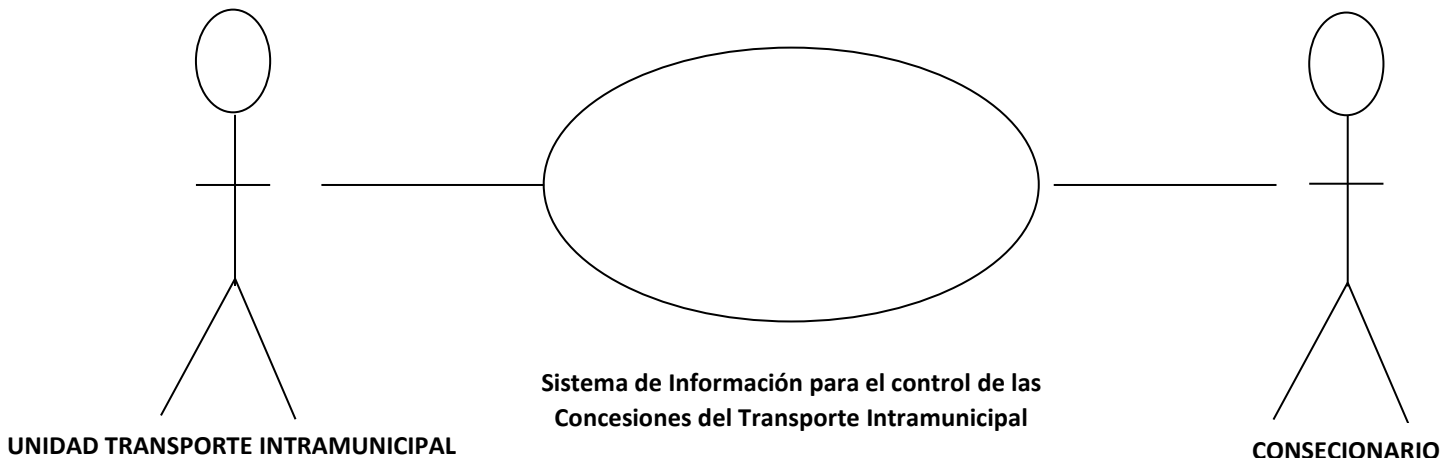 Sistema de Información para el control de las
Concesiones del Transporte Intramunicipal
UNIDAD TRANSPORTE INTRAMUNICIPAL
CONSECIONARIO